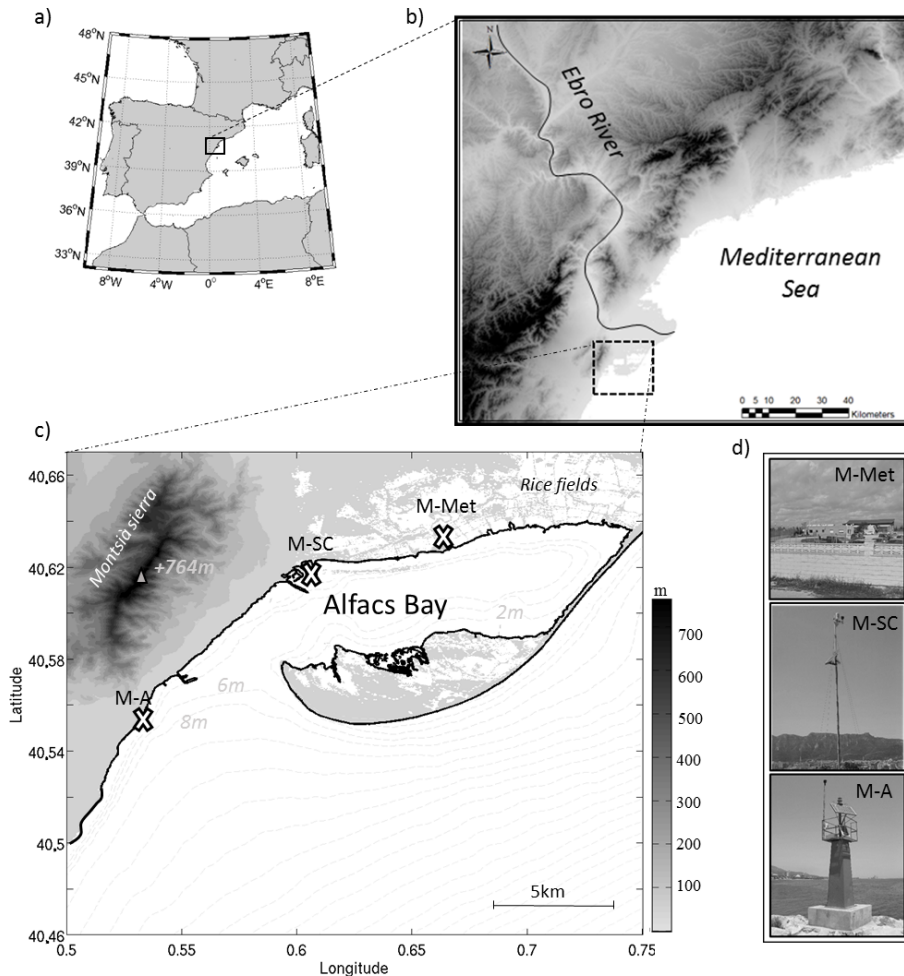 a)
48°N
45°N
42°N
39°N
36°N
33°N
8°W
4°W
0°
4°E
8°E
b)
N
Ebro River
Mediterranean
Sea
0 5 10 20 30 40
Kilometers
c)
40.66
40.62
40.58
40.54
40.5
40.46
Latitude
0.5
0.55
0.6
0.65
0.7
0.75
Longitude
Montsià sierra
+764m
Rice fields
M-Met
M-SC
Alfacs Bay
2m
6m
M-A
8m
5km
m
700
600
500
400
300
200
100
d)
M-Met
M-SC
M-A